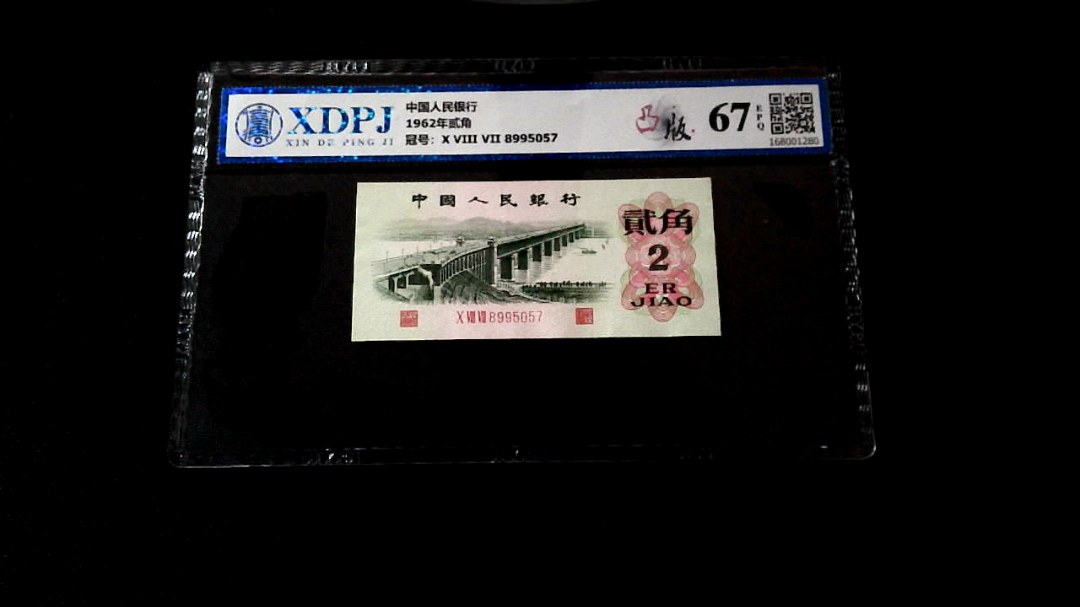 XDPJ
XIN DE PING JI
中国人民银行
1962年贰角
冠号：X VIII VII 8995057
凸版
67
EPQ
168001280
中國人民銀行
貳角
2
ER
JIAO
X Ⅷ Ⅶ 8995057